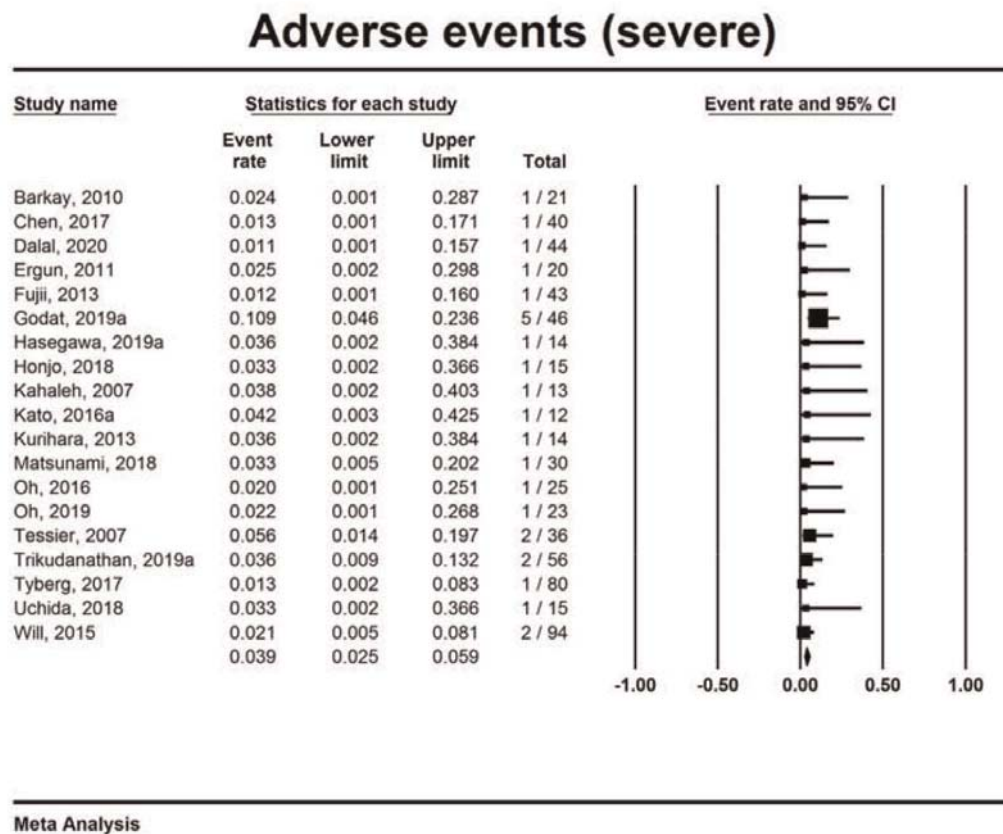 Adverse events (severe)
Study name Statistics for each study Event rate and 95% CI
Event rate Lower limit Upper limit Total
Barkay, 2010 0.024 0.001 0.287 1 / 21
Chen, 2017 0.013 0.001 0.171 1 / 40
Dalal, 2020 0.011 0.001 0.157 1 / 44
Ergun, 2011 0.025 0.002 0.298 1 / 20
Fujii, 2013 0.012 0.001 0.160 1 / 43
Godat, 2019a 0.109 0.046 0.236 5 / 46
Hasegawa, 2019a 0.036 0.002 0.384 1 / 14
Honjo, 2018 0.033 0.002 0.366 1 / 15
Kahaleh, 2007 0.038 0.002 0.403 1 / 13
Kato, 2016a 0.042 0.003 0.425 1 / 12
Kurihara, 2013 0.036 0.002 0.384 1 / 14
Matsunami, 2018 0.033 0.005 0.202 1 / 30
Oh, 2016 0.020 0.001 0.251 1 / 25
Oh, 2019 0.022 0.001 0.268 1 / 23
Tessier, 2007 0.056 0.014 0.197 2 / 36
Trikudanathan, 2019a 0.036 0.009 0.132 2 / 56
Tyberg, 2017 0.013 0.002 0.083 1 / 80
Uchida, 2018 0.033 0.002 0.366 1 / 15
Will, 2015 0.021 0.005 0.081 2 / 94
0.039 0.025 0.059
-1.00 -0.50 0.00 0.50 1.00
Meta Analysis